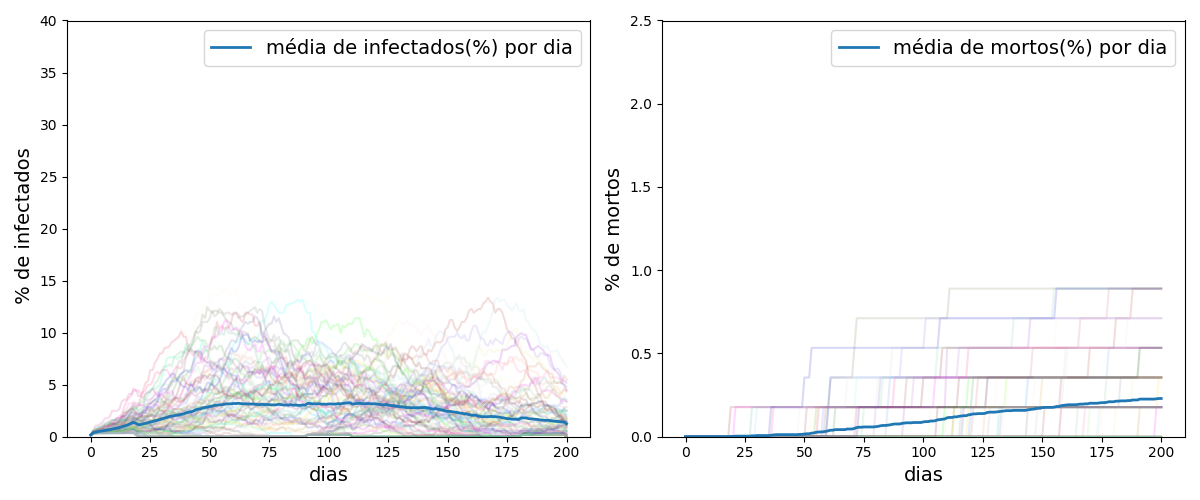 média de infectados(%) por dia
% de infectados
40
35
30
25
20
15
10
5
0
0 25 50 75 100 125 150 175 200
dias
média de mortos(%) por dia
% de mortos
2.5
2.0
1.5
1.0
0.5
0.0
0 25 50 75 100 125 150 175 200
dias